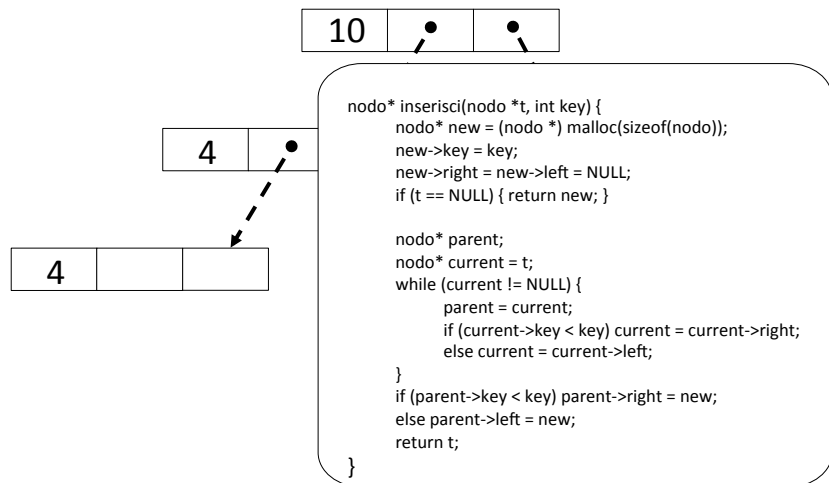 10
4
4
nodo* inserisci(nodo *t, int key) {
nodo* new = (nodo *) malloc(sizeof(nodo));
new->key = key;
new->right = new->left = NULL;
if (t == NULL) { return new; }
nodo* parent;
nodo* current = t;
while (current != NULL) {
parent = current;
if (current->key < key) current = current->right;
else current = current->left;
}
if (parent->key < key) parent->right = new;
else parent->left = new;
return t;
}